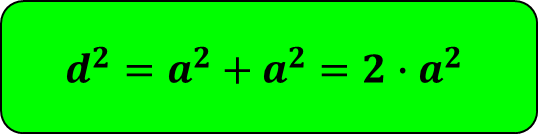 d² = a² + a² = 2 · a²